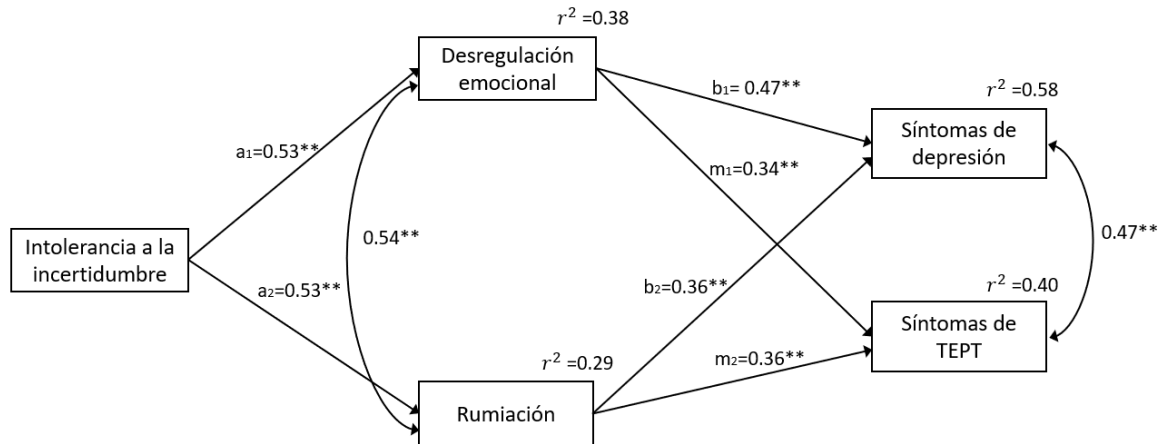 r² =0.38
Desregulación
emocional
b₁= 0.47**
r² =0.58
Síntomas de
depresión
a₁=0.53**
m₁=0.34**
Intolerancia a la
incertidumbre
0.54**
0.47**
a₂=0.53**
b₂=0.36**
r² =0.40
Síntomas de
TEPT
r² =0.29
m₂=0.36**
Rumiación